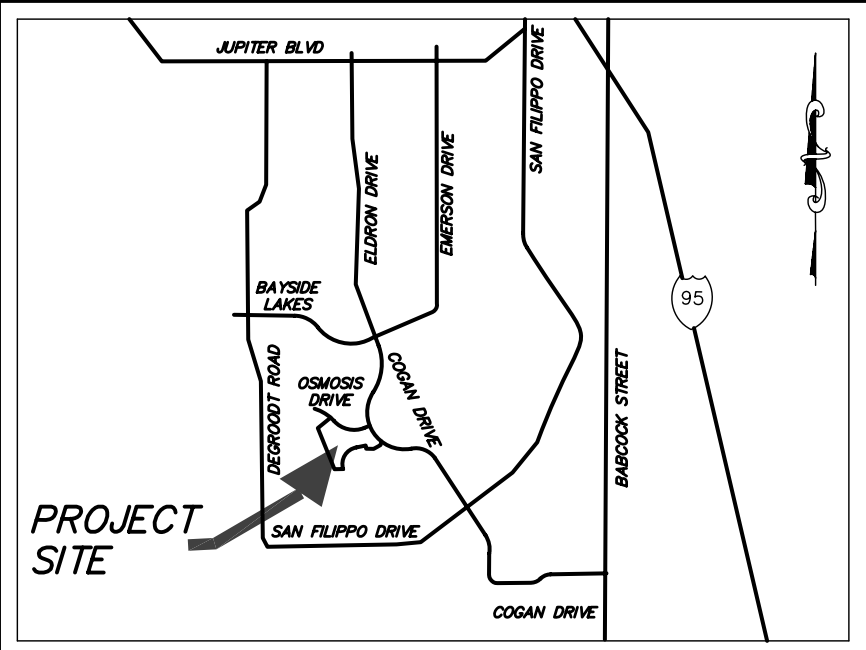 JUPITER BLVD
SAN FILIPPO DRIVE
ELDRON DRIVE
EMERSON DRIVE
BAYSIDE
LAKES
95
DEGROODT ROAD
OSMOSIS
DRIVE
COGAN DRIVE
BABCOCK STREET
PROJECT
SITE
SAN FILIPPO DRIVE
COGAN DRIVE